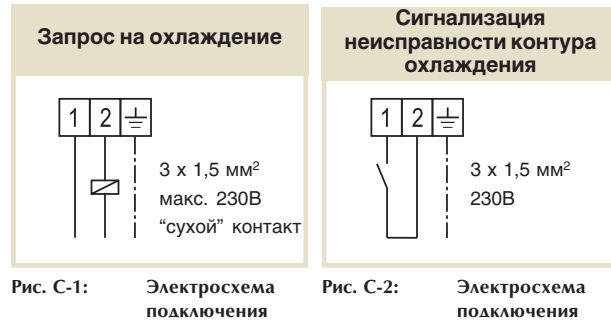 Запрос на охлаждение
1 2
3 x 1,5 мм²
макс. 230В
“сухой” контакт
Рис. C-1: Электросхема
подключения
Сигнализация
неисправности контура
охлаждения
1 2
3 x 1,5 мм²
230В
Рис. C-2: Электросхема
подключения